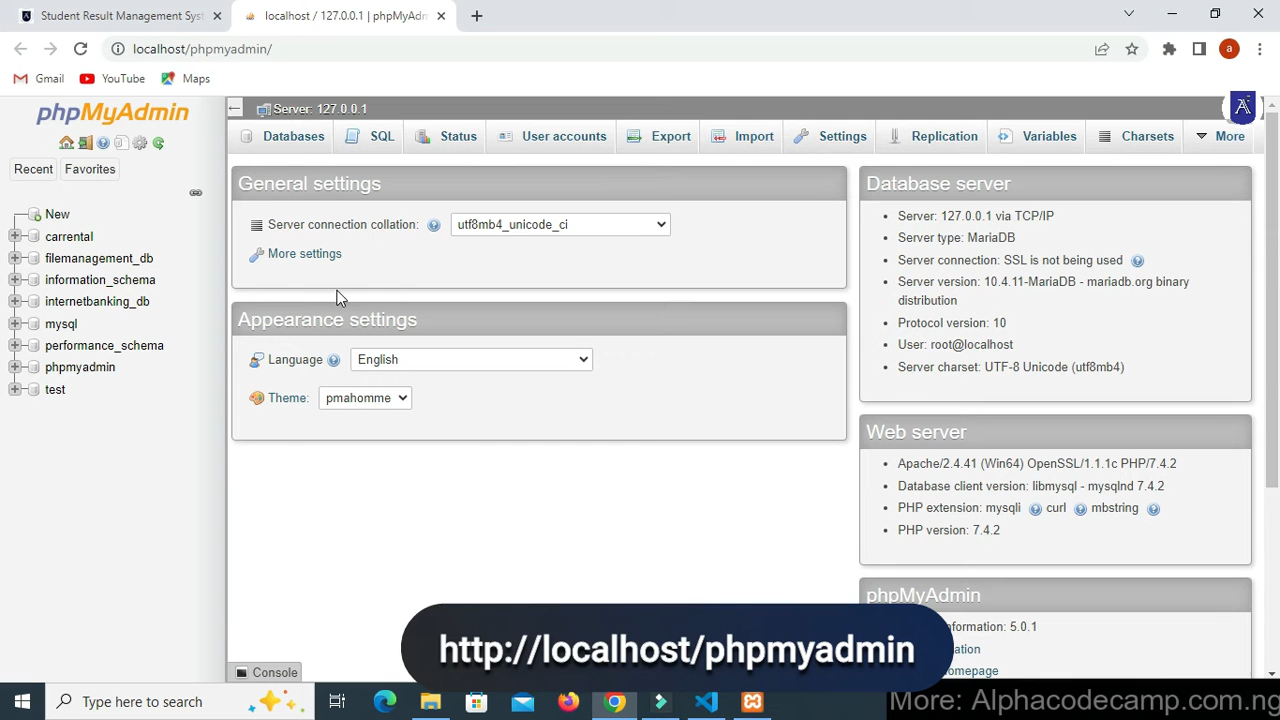 Student Result Management Sys
localhost / 127.0.0.1 | phpMyAdm
localhost/phpmyadmin/
a
Gmail
YouTube
Maps
phpMyAdmin
Recent
Favorites
New
carrental
filemanagement_db
information_schema
internetbanking_db
mysql
performance_schema
phpmyadmin
test
Server: 127.0.0.1
Databases
SQL
Status
User accounts
Export
Import
Settings
Replication
Variables
Charsets
More
General settings
Server connection collation:
utf8mb4_unicode_ci
More settings
Appearance settings
Language
English
Theme:
pmahomme
Database server
Server: 127.0.0.1 via TCP/IP
Server type: MariaDB
Server connection: SSL is not being used
Server version: 10.4.11-MariaDB - mariadb.org binary
distribution
Protocol version: 10
User: root@localhost
Server charset: UTF-8 Unicode (utf8mb4)
Web server
Apache/2.4.41 (Win64) OpenSSL/1.1.1c PHP/7.4.2
Database client version: libmysql - mysqlnd 7.4.2
PHP extension: mysqli curl mbstring
PHP version: 7.4.2
phpMyAdmin
nformation: 5.0.1
ation
omepage
Console
http://localhost/phpmyadmin
Type here to search
More: Alphacodecamp.com.ng